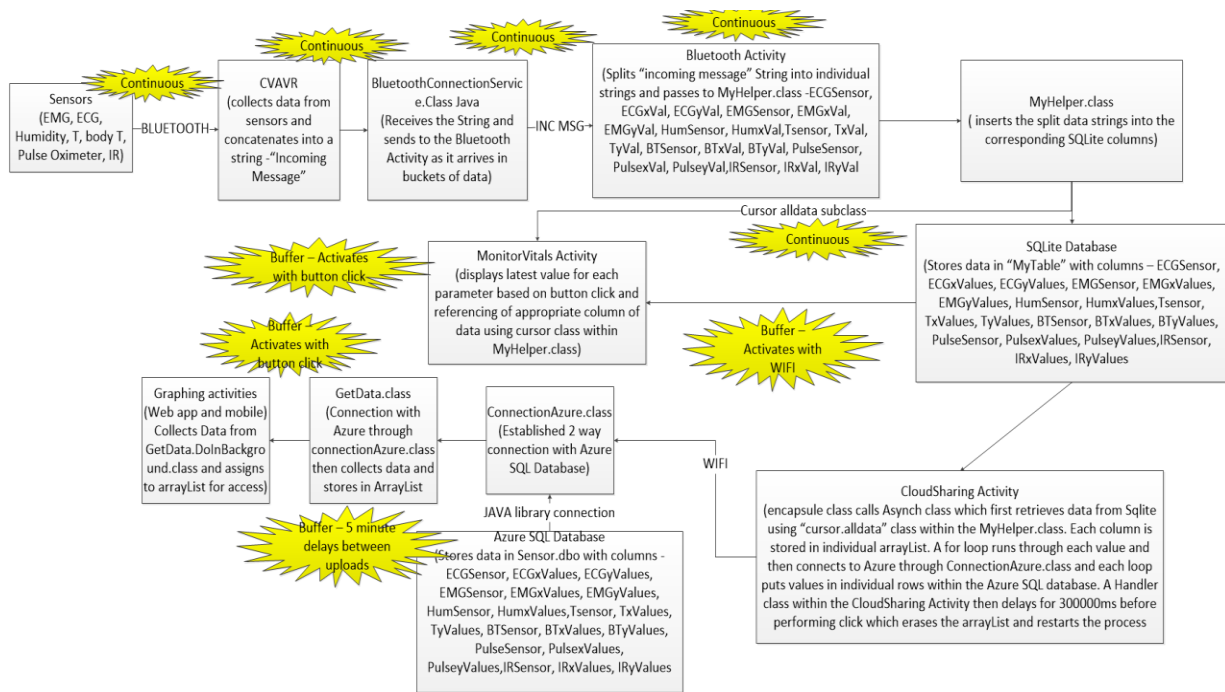 Continuous
Continuous
Continuous
Continuous
Sensors
(EMG, ECG,
Humidity, T, body T,
Pulse Oximeter, IR)
BLUETOOTH
CVAVR
(collects data from
sensors and
concatenates into a
string -“Incoming
Message”
BluetoothConnectionServic
e.Class Java
(Receives the String and
sends to the Bluetooth
Activity as it arrives in
buckets of data)
INC MSG
Bluetooth Activity
(Splits “incoming message” String into individual
strings and passes to MyHelper.class -ECGSensor,
ECGxVal, ECGyVal, EMGSensor, EMGxVal,
EMGyVal, HumSensor, HumxVal,Tsensor, TxVal,
TyVal, BTSensor, BTxVal, BTyVal, PulseSensor,
PulsexVal, PulseyVal,IRSensor, IRxVal, IRyVal
MyHelper.class
( inserts the split data strings into the
corresponding SQLite columns)
Cursor alldata subclass
Continuous
Buffer – Activates
with button click
MonitorVitals Activity
(displays latest value for each
parameter based on button click and
referencing of appropriate column of
data using cursor class within
MyHelper.class)
SQLite Database
(Stores data in “MyTable” with columns – ECGSensor,
ECGxValues, ECGyValues, EMGSensor, EMGxValues,
EMGyValues, HumSensor, HumxValues,Tsensor,
TxValues, TyValues, BTSensor, BTxValues, BTyValues,
PulseSensor, PulsexValues, PulseyValues,IRSensor,
IRxValues, IRyValues
Buffer –
Activates with
WIFI
Buffer –
Activates with
button click
Graphing activities
(Web app and mobile)
Collects Data from
GetData.DoInBackgro
und.class and assigns
to arrayList for access)
GetData.class
(Connection with
Azure through
connectionAzure.class
then collects data and
stores in ArrayList
ConnectionAzure.class
(Established 2 way
connection with Azure
SQL Database)
WIFI
JAVA library connection
Buffer – 5 minute
delays between
uploads
Azure SQL Database
(Stores data in Sensor.dbo with columns -
ECGSensor, ECGxValues, ECGyValues,
EMGSensor, EMGxValues, EMGyValues,
HumSensor, HumxValues,Tsensor, TxValues,
TyValues, BTSensor, BTxValues, BTyValues,
PulseSensor, PulsexValues,
PulseyValues,IRSensor, IRxValues, IRyValues
CloudSharing Activity
(encapsule class calls Asynch class which first retrieves data from Sqlite
using “cursor.alldata” class within the MyHelper.class. Each column is
stored in individual arrayList. A for loop runs through each value and
then connects to Azure through ConnectionAzure.class and each loop
puts values in individual rows within the Azure SQL database. A Handler
class within the CloudSharing Activity then delays for 300000ms before
performing click which erases the arrayList and restarts the process